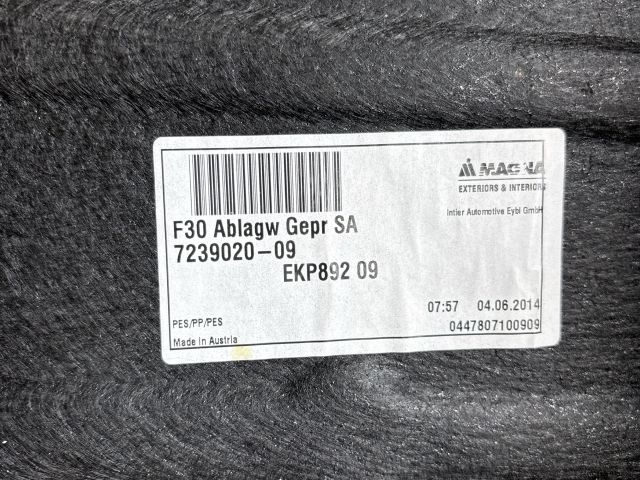 MAGNA
EXTERIORS & INTERIORS
Intier Automotive Eybl GmbH
F30 Ablagw Gepr SA
7239020-09
EKP892 09
07:57 04.06.2014
PES/PP/PES
0447807100909
Made in Austria